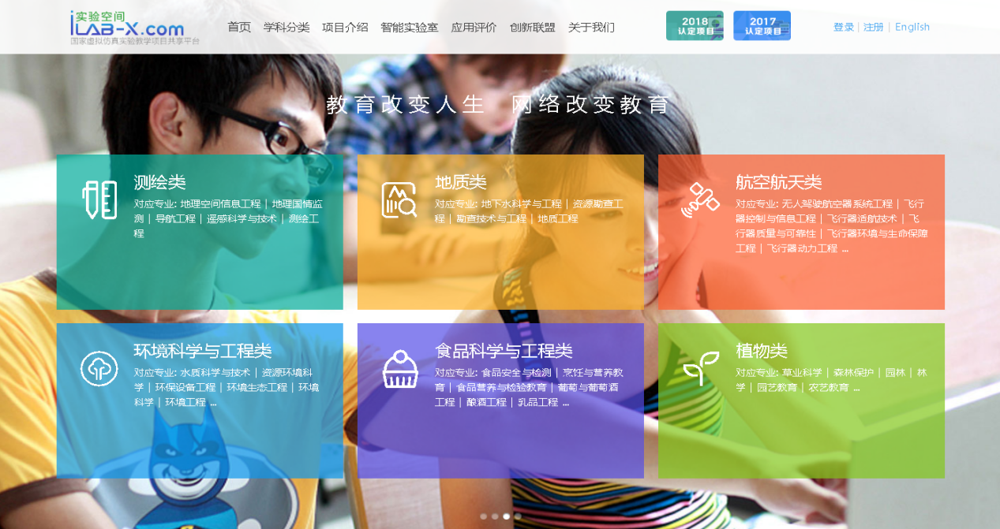 实验空间
iLAB-X.com
国家虚拟仿真实验教学项目共享平台
首页 学科分类 项目介绍 智能实验室 应用评价 创新联盟 关于我们
2018
认定项目
2017
认定项目
登录 | 注册 | English
教育改变人生 网络改变教育
测绘类
对应专业: 地理空间信息工程 | 地理国情监
测 | 导航工程 | 遥感科学与技术 | 测绘工
程
地质类
对应专业: 地下水科学与工程 | 资源勘查工
程 | 勘查技术与工程 | 地质工程
航空航天类
对应专业: 无人驾驶航空器系统工程 | 飞行
器控制与信息工程 | 飞行器适航技术 | 飞
行器质量与可靠性 | 飞行器环境与生命保障
工程 | 飞行器动力工程 ...
环境科学与工程类
对应专业: 水质科学与技术 | 资源环境科
学 | 环保设备工程 | 环境生态工程 | 环境
科学 | 环境工程 ...
食品科学与工程类
对应专业: 食品安全与检测 | 烹饪与营养教
育 | 食品营养与检验教育 | 葡萄与葡萄酒
工程 | 酿酒工程 | 乳品工程 ...
植物类
对应专业: 草业科学 | 森林保护 | 园林 | 林
学 | 园艺教育 | 农艺教育 ...